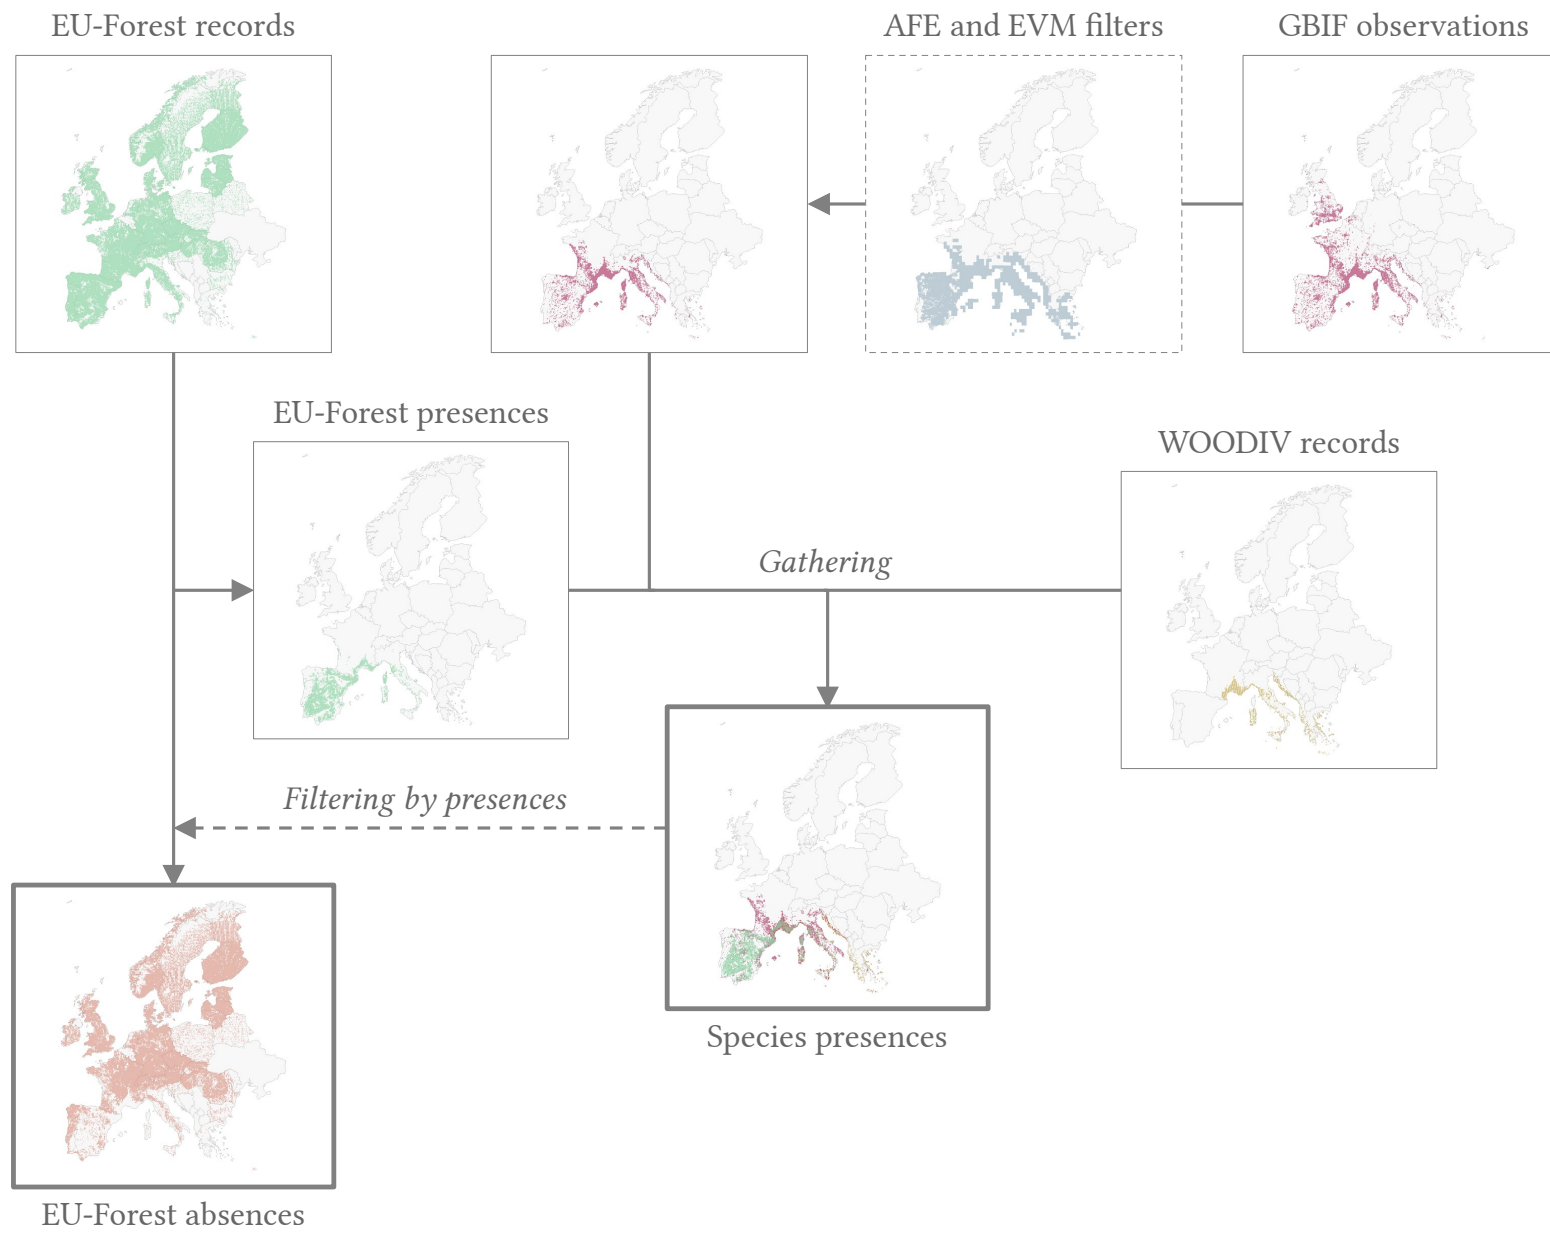 EU-Forest records
AFE and EVM filters
GBIF observations
EU-Forest presences
WOODIV records
Gathering
Filtering by presences
Species presences
EU-Forest absences